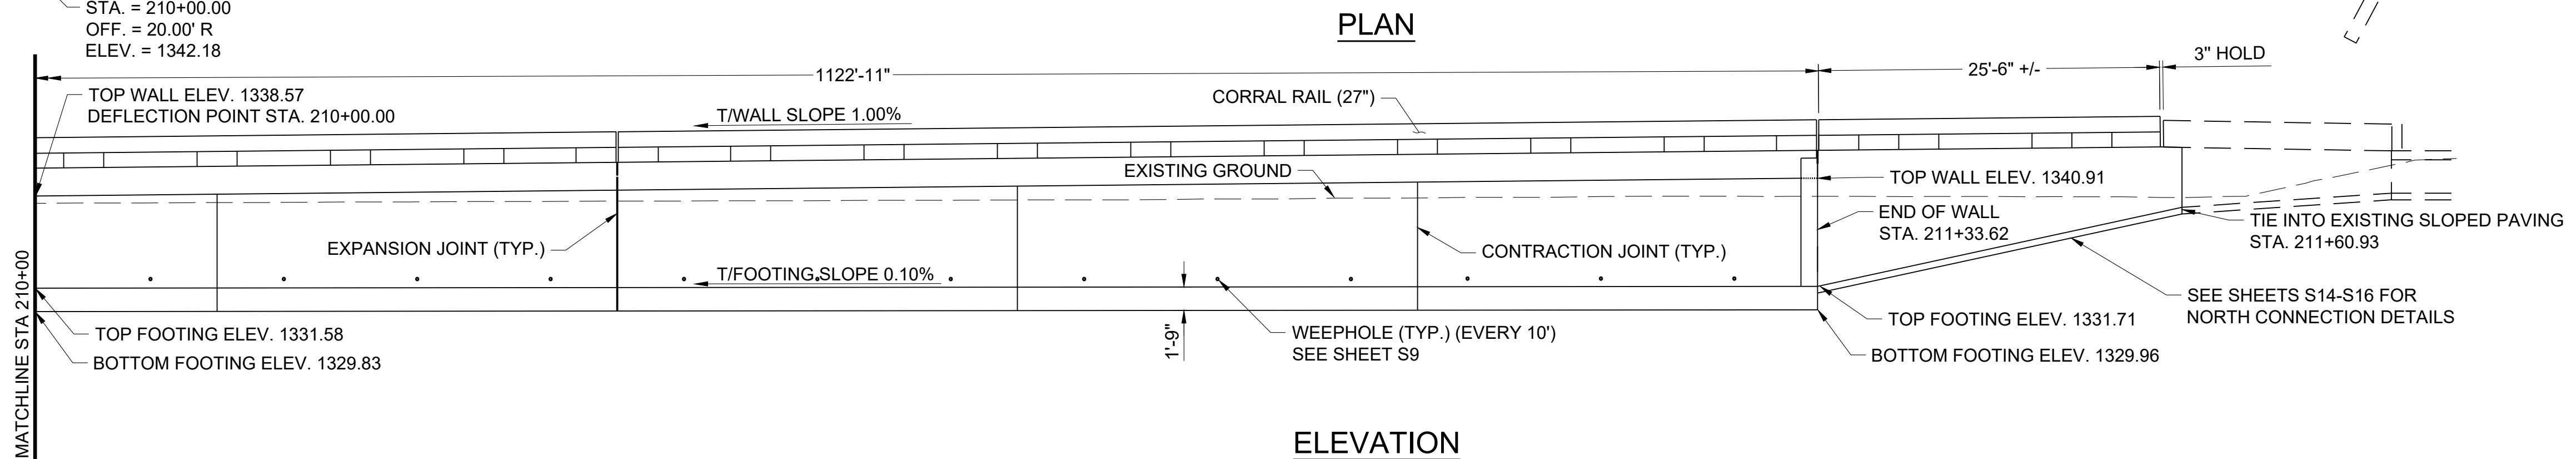 STA. = 210+00.00
OFF. = 20.00' R
ELEV. = 1342.18
PLAN
1122'-11"
25'-6" +/-
3" HOLD
TOP WALL ELEV. 1338.57
DEFLECTION POINT STA. 210+00.00
T/WALL SLOPE 1.00%
CORRAL RAIL (27")
EXISTING GROUND
TOP WALL ELEV. 1340.91
END OF WALL
STA. 211+33.62
TIE INTO EXISTING SLOPED PAVING
STA. 211+60.93
EXPANSION JOINT (TYP.)
CONTRACTION JOINT (TYP.)
T/FOOTING SLOPE 0.10%
MATCHLINE STA 210+00
TOP FOOTING ELEV. 1331.58
BOTTOM FOOTING ELEV. 1329.83
1'-9"
WEEPHOLE (TYP.) (EVERY 10')
SEE SHEET S9
TOP FOOTING ELEV. 1331.71
BOTTOM FOOTING ELEV. 1329.96
SEE SHEETS S14-S16 FOR
NORTH CONNECTION DETAILS
ELEVATION